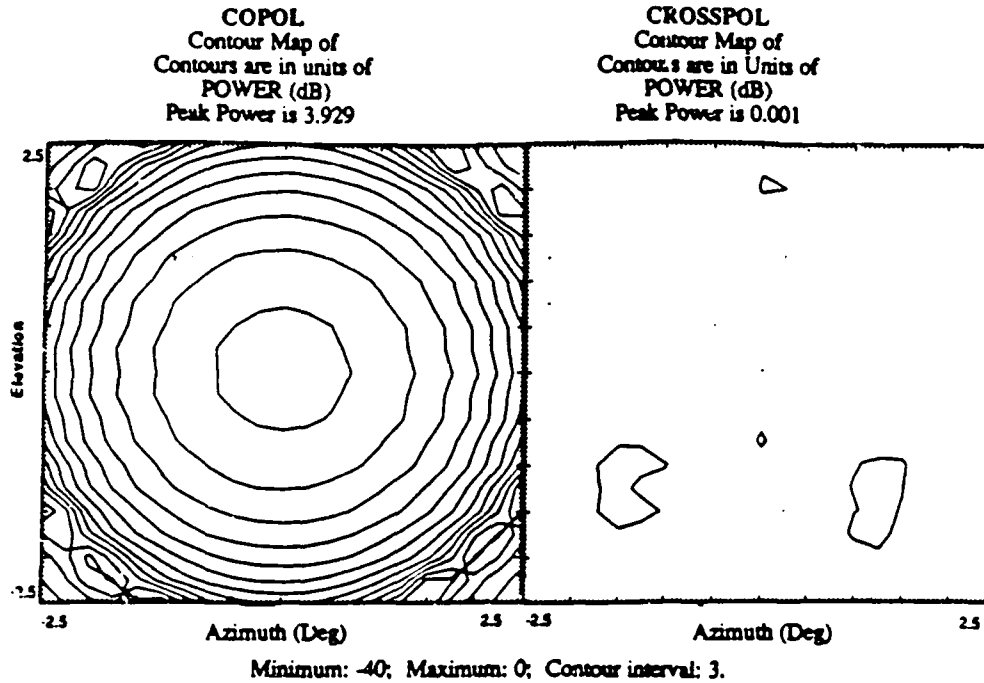 COPOL
Contour Map of
Contours are in units of
POWER (dB)
Peak Power is 3.929
CROSSPOL
Contour Map of
Contours are in Units of
POWER (dB)
Peak Power is 0.001
2.5
Elevation
-2.5
-2.5
2.5
Azimuth (Deg)
-2.5
2.5
Azimuth (Deg)
Minimum: -40; Maximum: 0; Contour interval: 3.